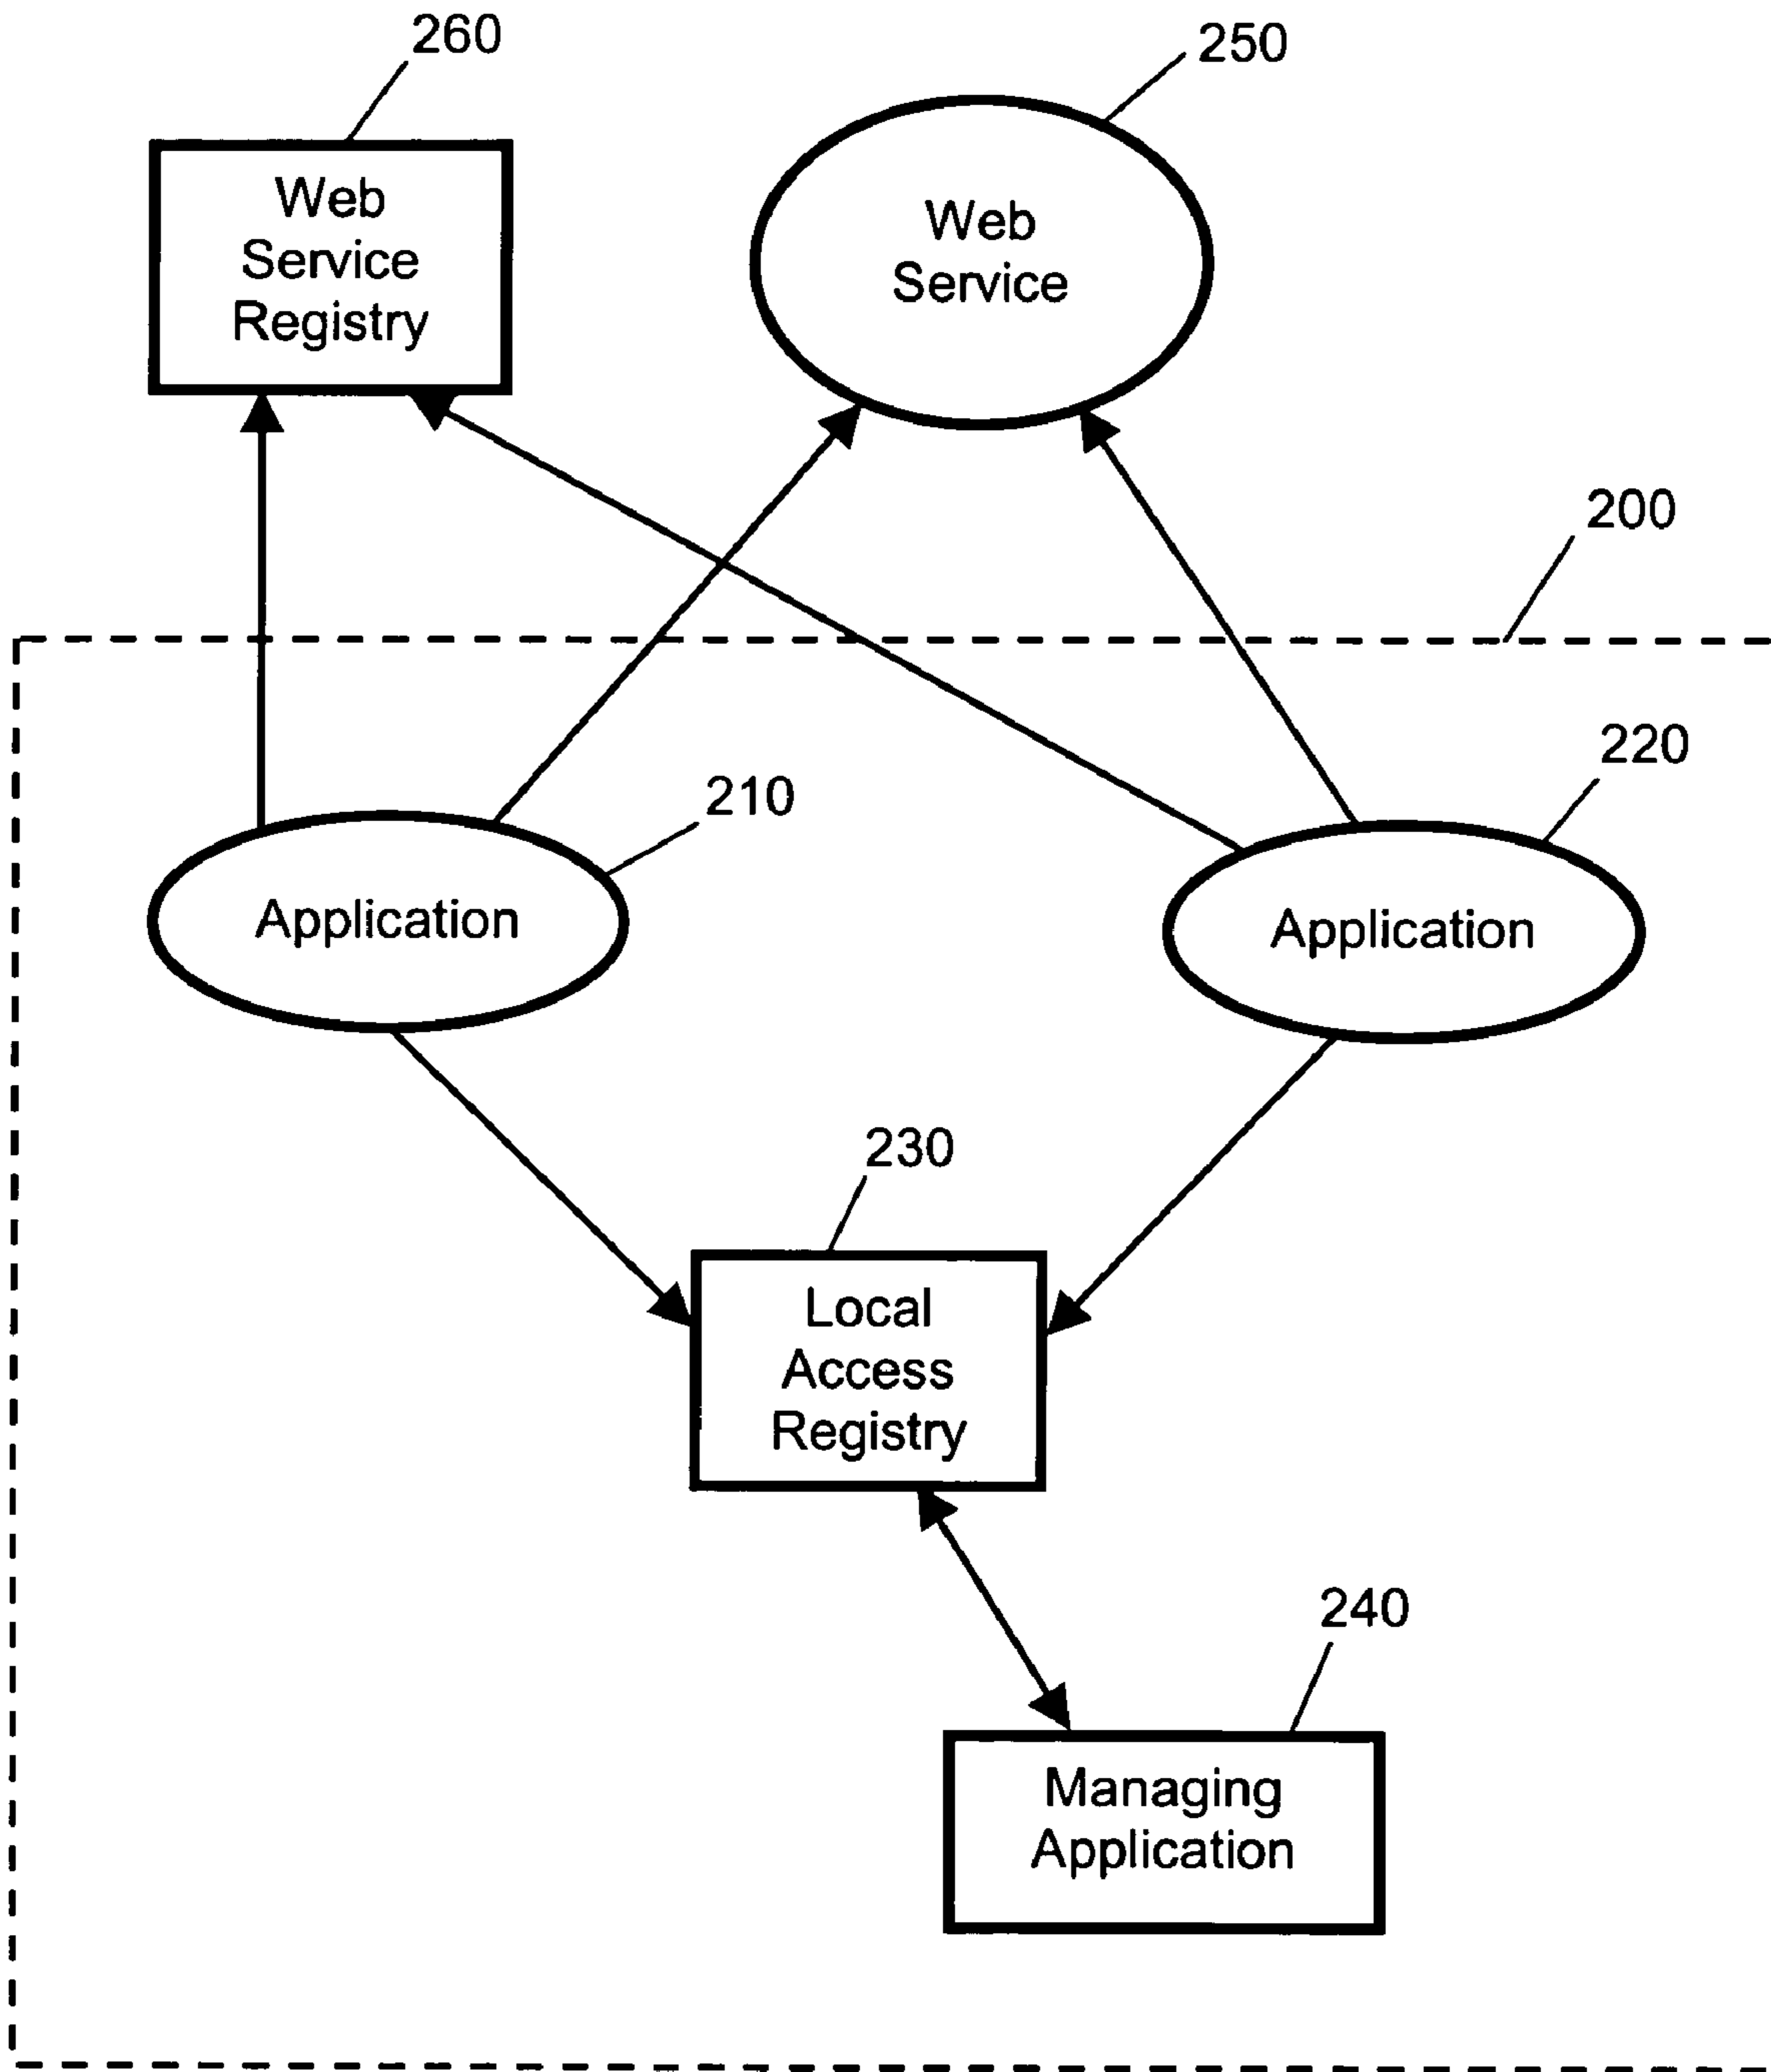 260
250
Web
Service
Registry
Web
Service
200
220
210
Application
Application
230
Local
Access
Registry
240
Managing
Application